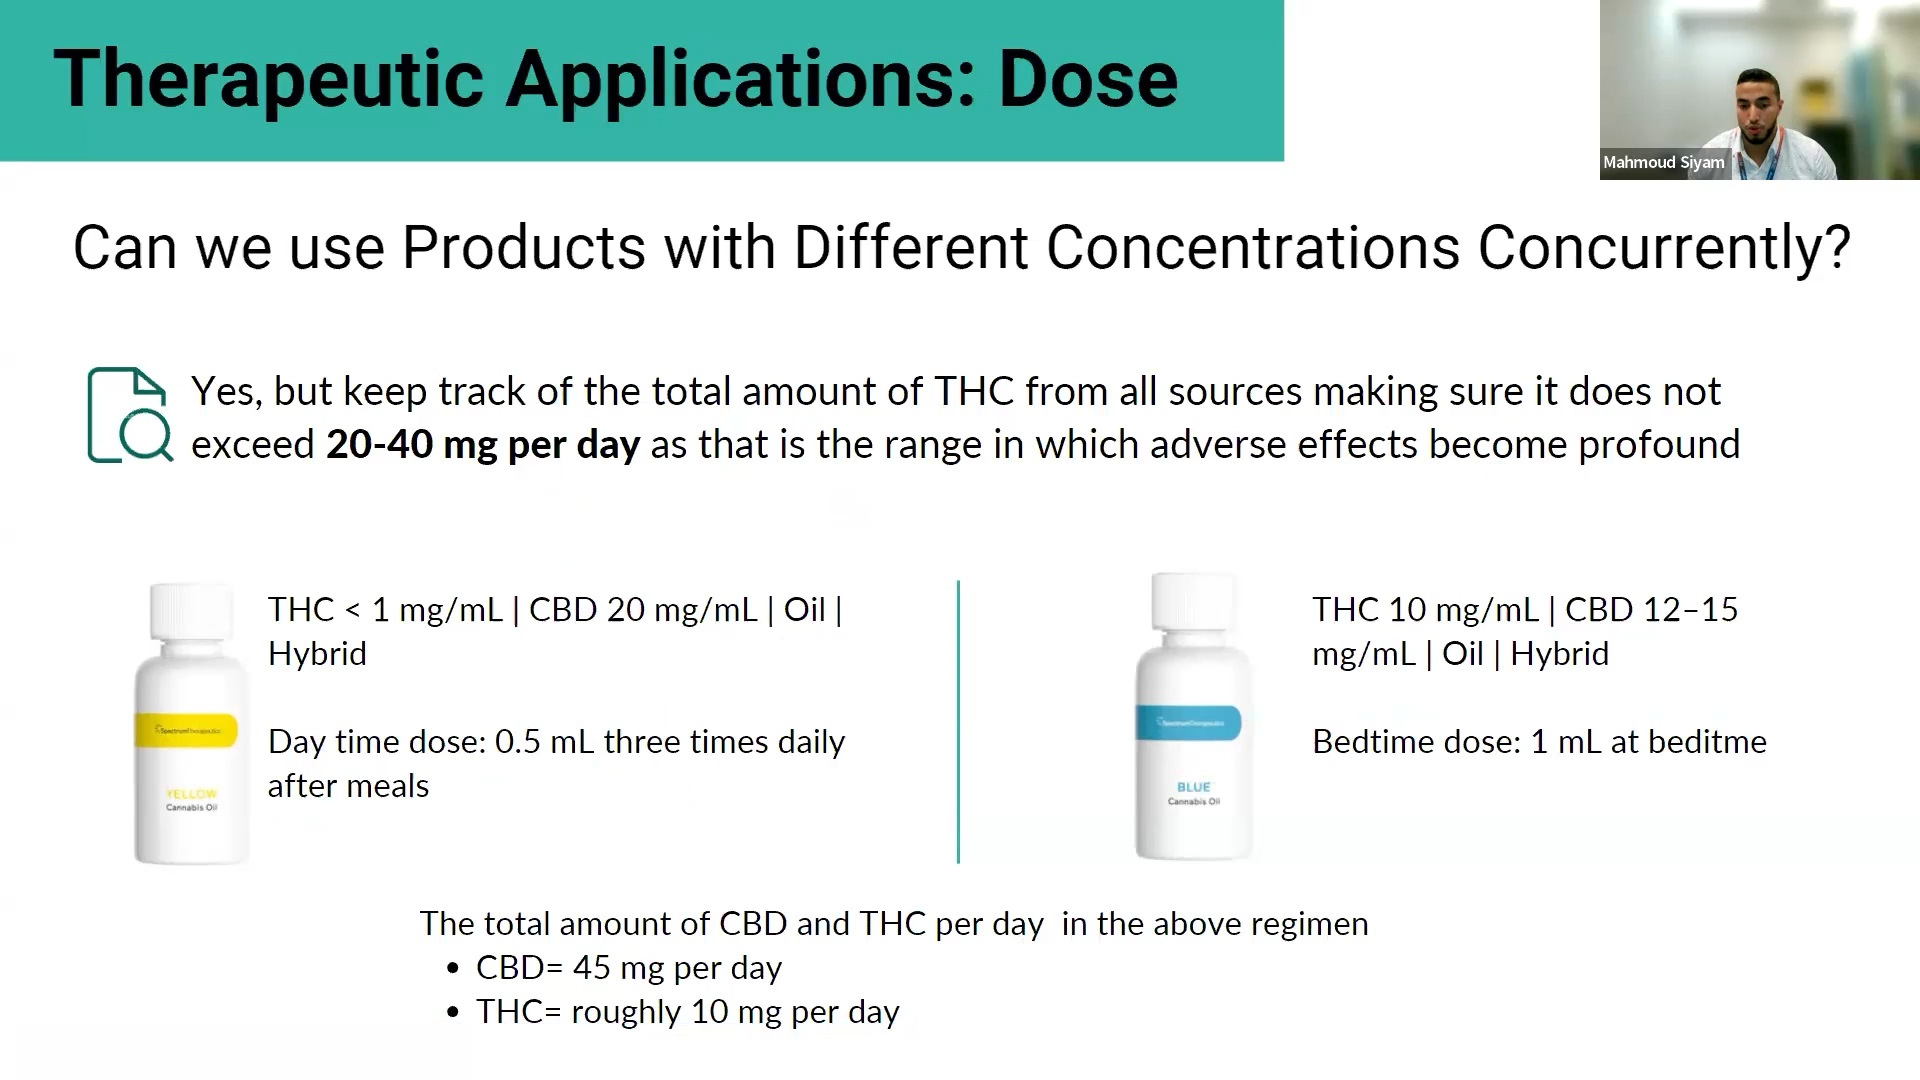 Therapeutic Applications: Dose
Mahmoud Siyam
Can we use Products with Different Concentrations Concurrently?
Yes, but keep track of the total amount of THC from all sources making sure it does not
exceed 20-40 mg per day as that is the range in which adverse effects become profound
THC < 1 mg/mL | CBD 20 mg/mL | Oil |
Hybrid
Day time dose: 0.5 mL three times daily
after meals
Spectrum Therapeutics
YELLOW
Cannabis Oil
THC 10 mg/mL | CBD 12–15
mg/mL | Oil | Hybrid
Bedtime dose: 1 mL at beditme
Spectrum Therapeutics
BLUE
Cannabis Oil
The total amount of CBD and THC per day in the above regimen
• CBD= 45 mg per day
• THC= roughly 10 mg per day